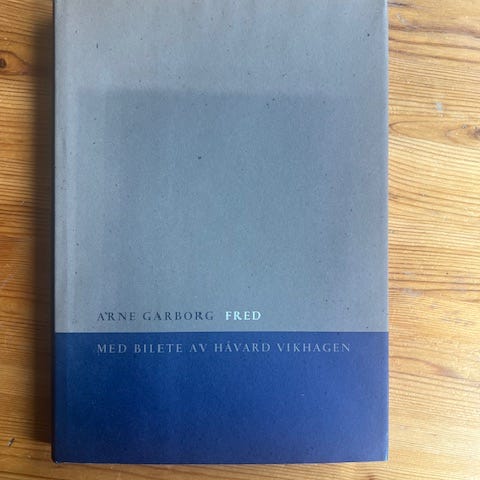 ARNE GARBORG FRED
MED BILETE AV HÅVARD VIKHAGEN